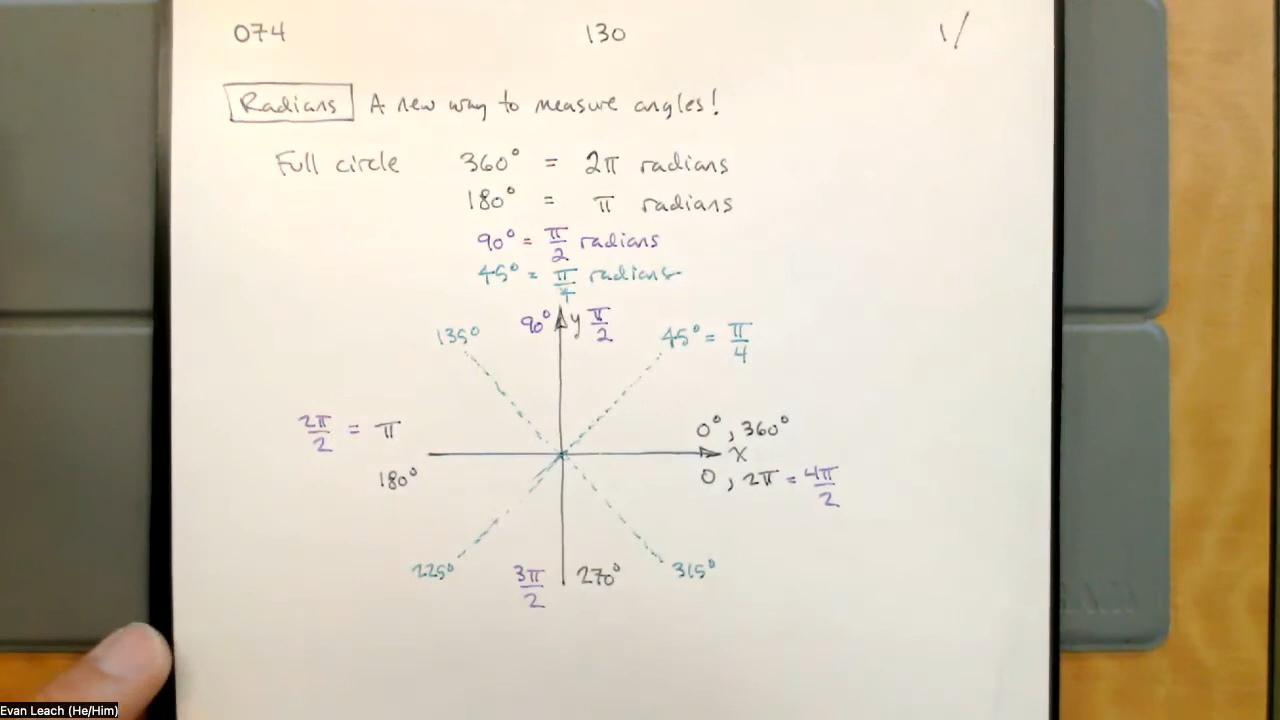 074 130 1/
Radians A new way to measure angles!
Full circle 360° = 2π radians
180° = π radians
90° = π/2 radians
45° = π/4 radians
135° 90° y π/2 45° = π/4
2π/2 = π 0°, 360°
x
180° 0, 2π = 4π/2
225° 3π/2 270° 315°
Evan Leach (He/Him)